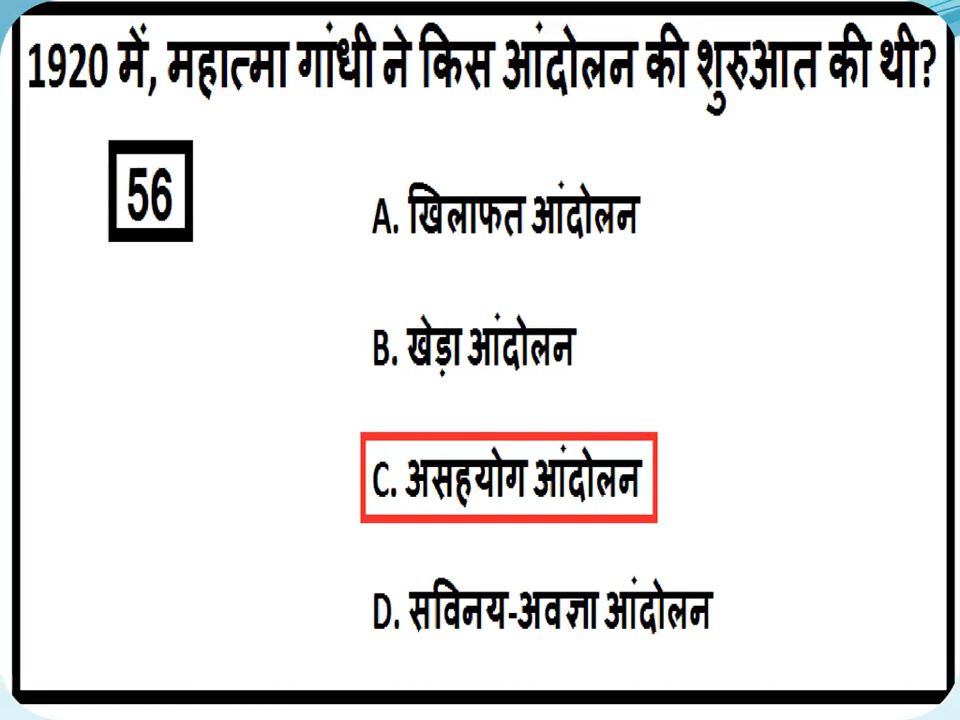 1920 में, महात्मा गांधी ने किस आंदोलन की शुरुआत की थी?
56
A. खिलाफत आंदोलन
B. खेड़ा आंदोलन
C. असहयोग आंदोलन
D. सविनय-अवज्ञा आंदोलन